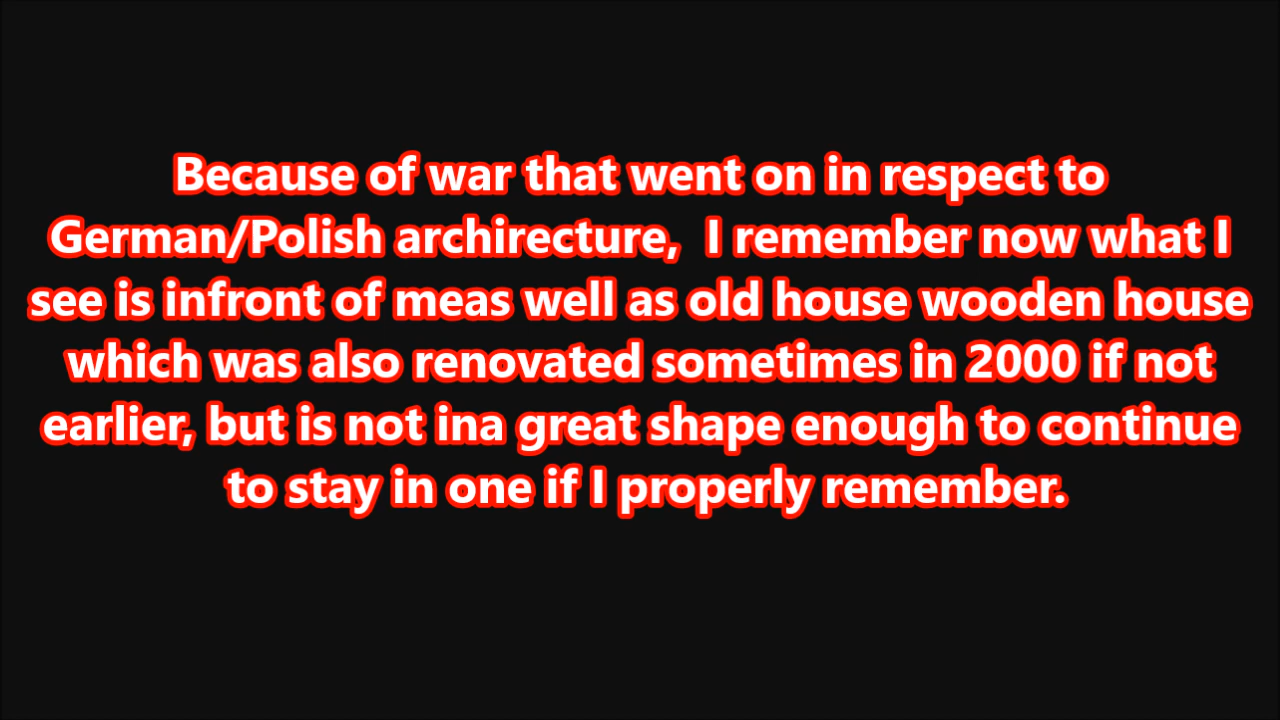 Because of war that went on in respect to
German/Polish archirecture,  I remember now what I
see is infront of meas well as old house wooden house
which was also renovated sometimes in 2000 if not
earlier, but is not ina great shape enough to continue
to stay in one if I properly remember.